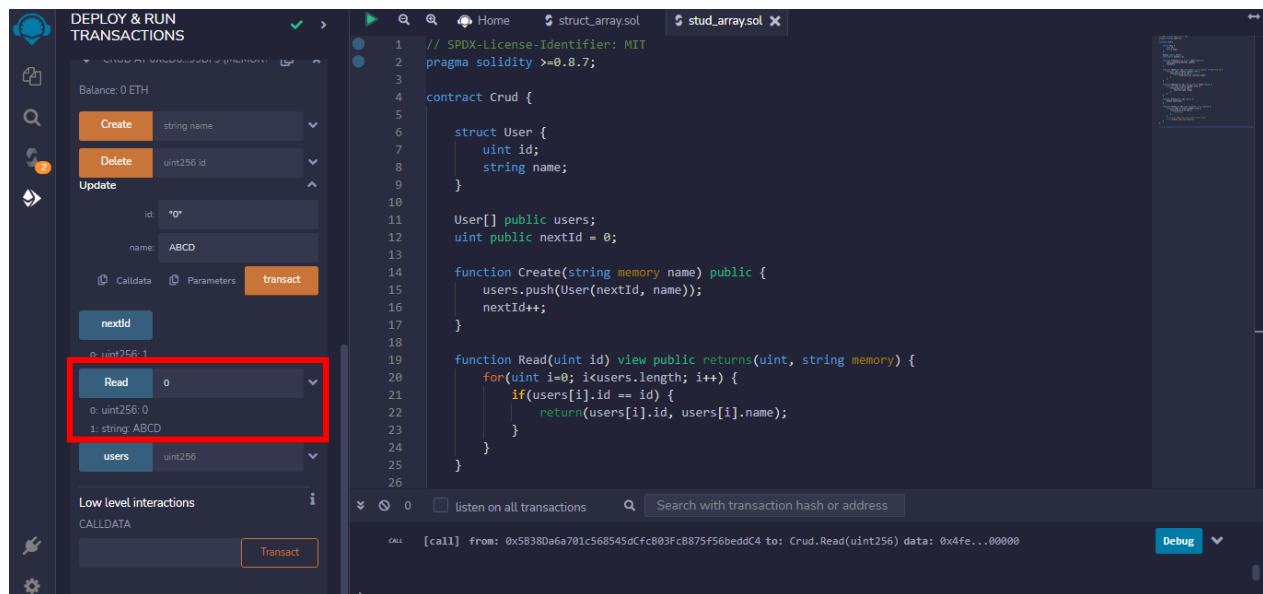 DEPLOY & RUN
TRANSACTIONS
Balance: 0 ETH
Create string name
Delete uint256 id
Update
id: "0"
name: ABCD
Calldata Parameters transact
nextId
0: uint256: 1
Read 0
0: uint256: 0
1: string: ABCD
users uint256
Low level interactions
CALLDATA
Transact
2
Home struct_array.sol stud_array.sol
1 // SPDX-License-Identifier: MIT
2 pragma solidity >=0.8.7;
3
4 contract Crud {
5
6 struct User {
7 uint id;
8 string name;
9 }
10
11 User[] public users;
12 uint public nextId = 0;
13
14 function Create(string memory name) public {
15 users.push(User(nextId, name));
16 nextId++;
17 }
18
19 function Read(uint id) view public returns(uint, string memory) {
20 for(uint i=0; i<users.length; i++) {
21 if(users[i].id == id) {
22 return(users[i].id, users[i].name);
23 }
24 }
25 }
26
0 listen on all transactions Search with transaction hash or address
CALL [call] from: 0x5B38Da6a701c568545dCfcB03FcB875f56beddC4 to: Crud.Read(uint256) data: 0x4fe...00000 Debug